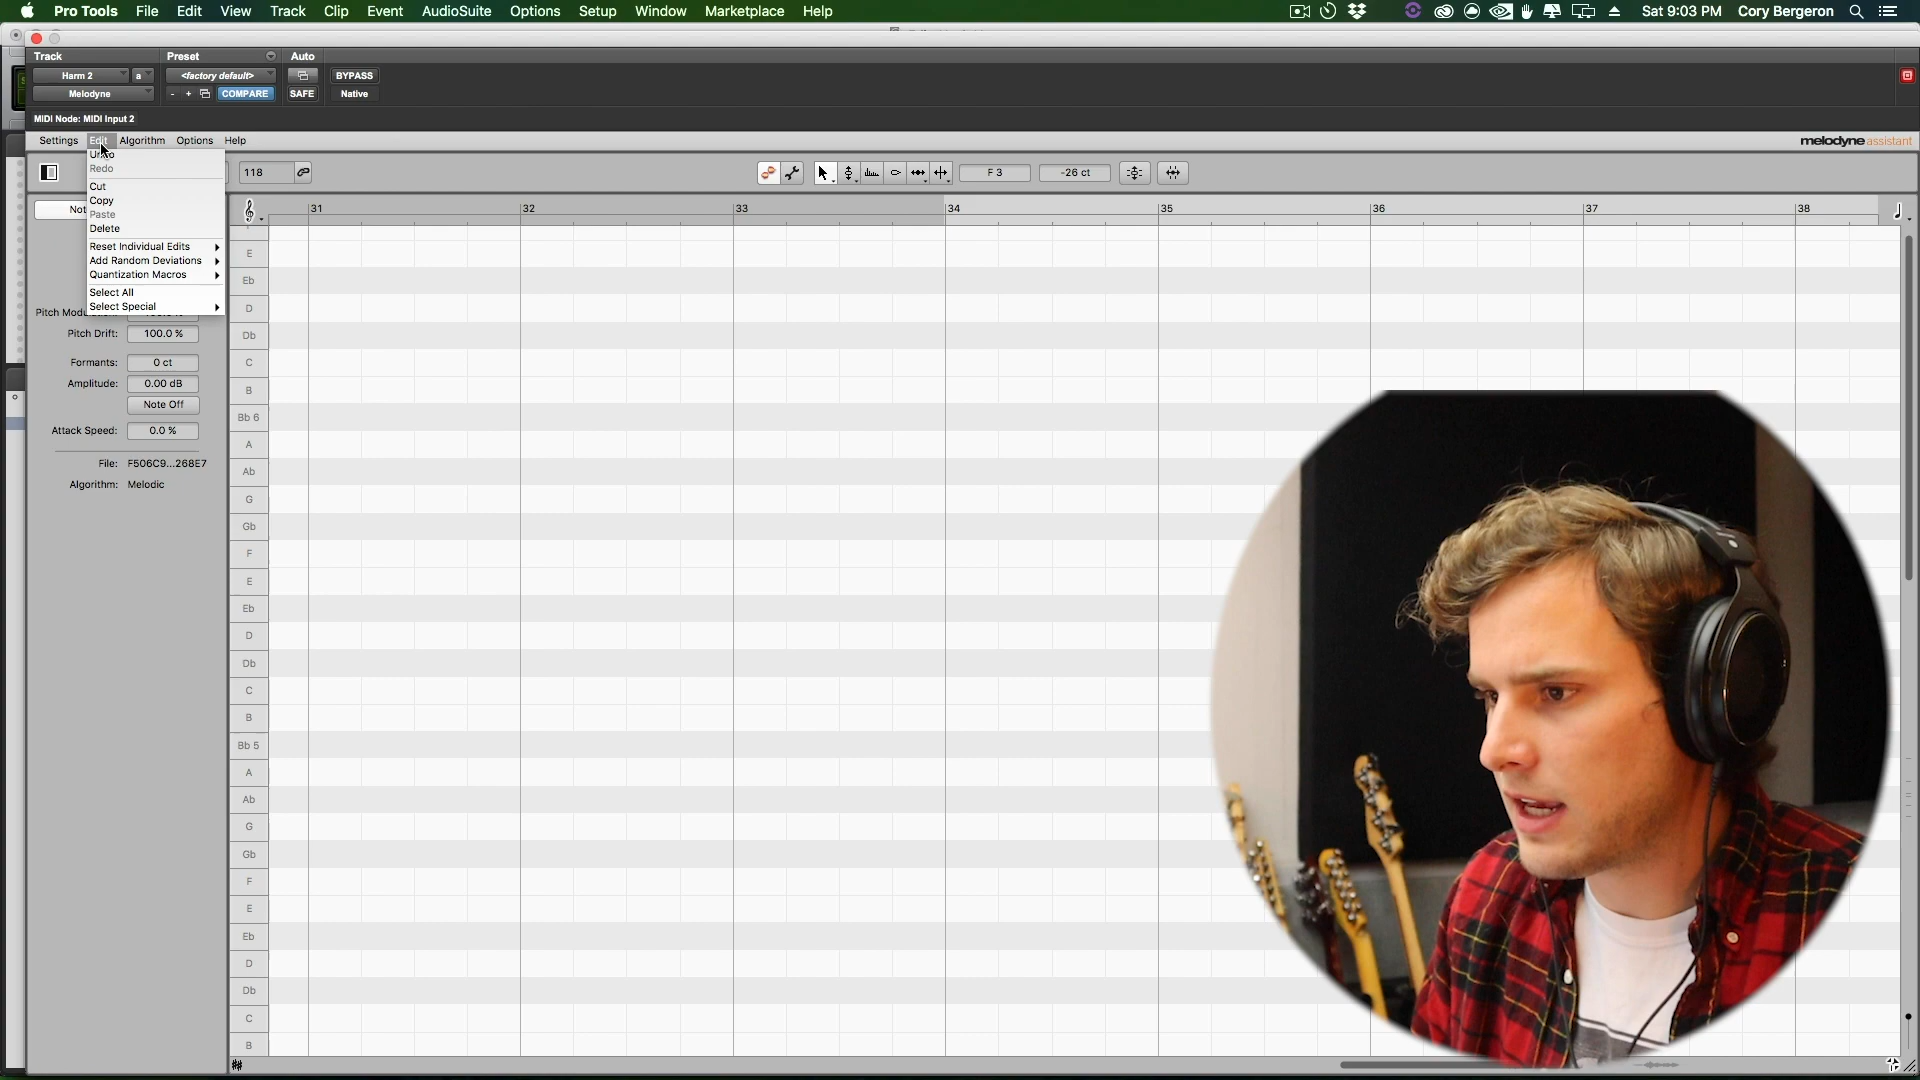 Pro Tools File Edit View Track Clip Event AudioSuite Options Setup Window Marketplace Help Sat 9:03 PM Cory Bergeron
Track Preset Auto
Harm 2 a <factory default> BYPASS
Melodyne - + COMPARE SAFE Native
MIDI Node: MIDI Input 2
Settings Edit Algorithm Options Help melodyne assistant
Undo
Redo
Cut
Copy
Paste
Delete
Reset Individual Edits
Add Random Deviations
Quantization Macros
Select All
Select Special
118 F 3 -26 ct
31 32 33 34 35 36 37 38
Pitch Drift: 100.0 %
Formants: 0 ct
Amplitude: 0.00 dB
Note Off
Attack Speed: 0.0 %
File: F506C9...268E7
Algorithm: Melodic
E
Eb
D
Db
C
B
Bb 6
A
Ab
G
Gb
F
E
Eb
D
Db
C
B
Bb 5
A
Ab
G
Gb
F
E
Eb
D
Db
C
B